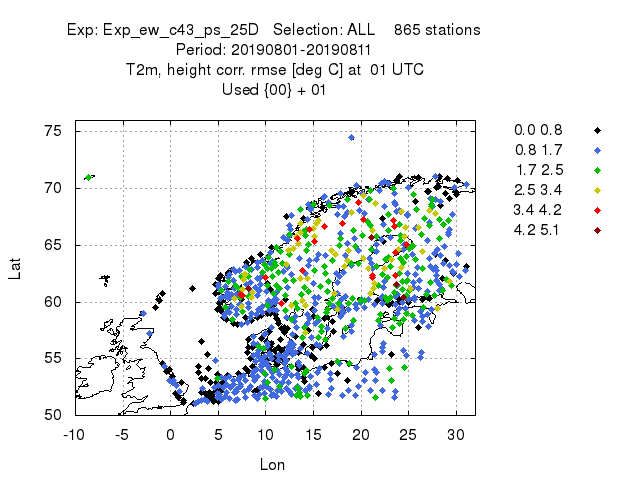 Exp: Exp_ew_c43_ps_25D Selection: ALL 865 stations
Period: 20190801-20190811
T2m, height corr. rmse [deg C] at 01 UTC
Used {00} + 01
75
70
65
60
55
50
Lat
-10 -5 0 5 10 15 20 25 30
Lon
0.0 0.8
0.8 1.7
1.7 2.5
2.5 3.4
3.4 4.2
4.2 5.1